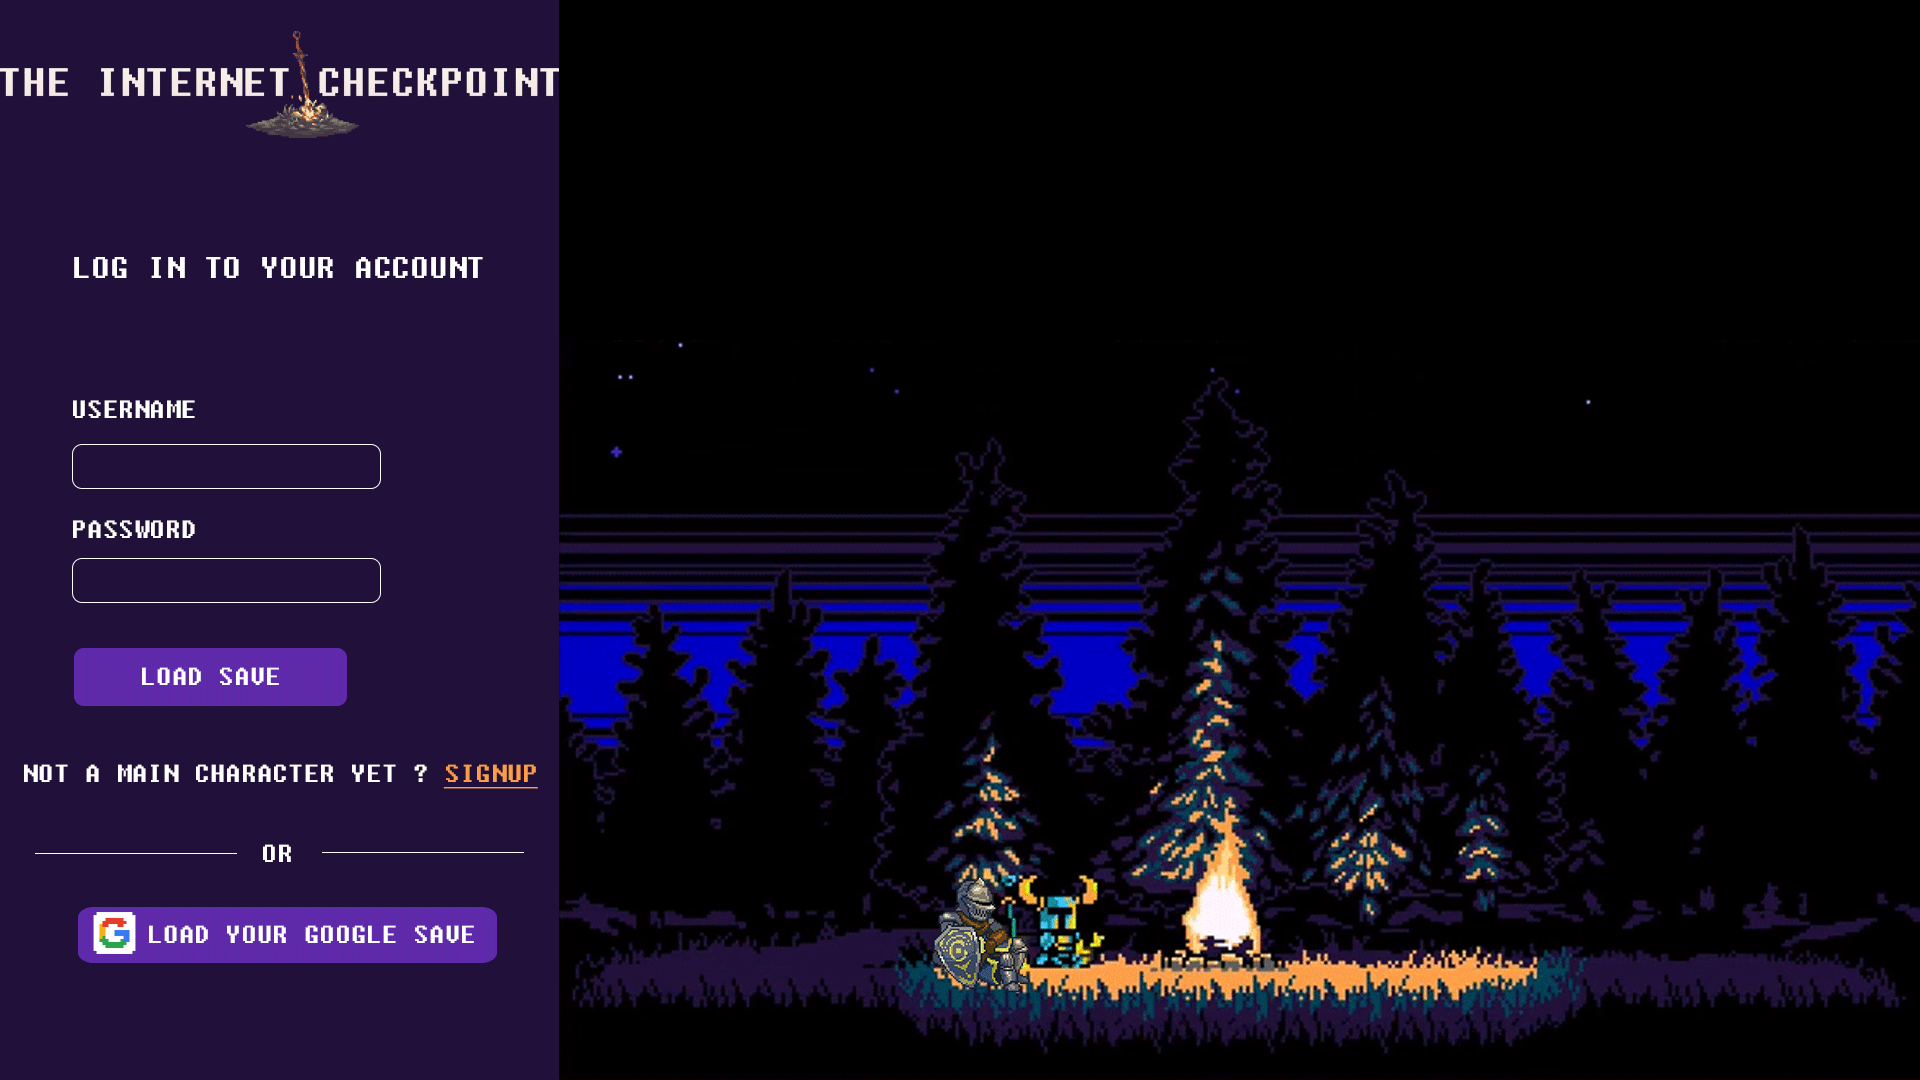 THE INTERNET CHECKPOINT
LOG IN TO YOUR ACCOUNT
USERNAME
PASSWORD
LOAD SAVE
NOT A MAIN CHARACTER YET ? SIGNUP
OR
LOAD YOUR GOOGLE SAVE